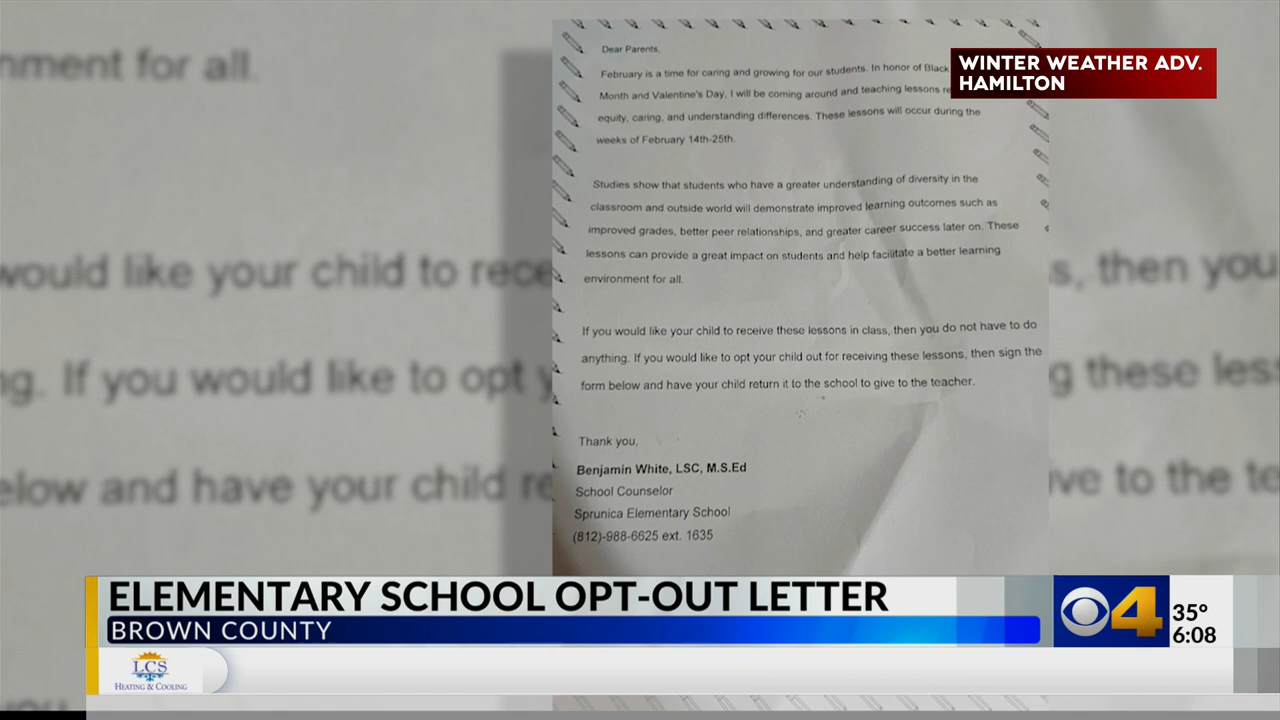 nment for all.
would like your child to rece
s, then you
ng. If you would like to opt y
g these less
elow and have your child re
ve to the te
Dear Parents,
February is a time for caring and growing for our students. In honor of Black
Month and Valentine's Day, I will be coming around and teaching lessons re
equity, caring, and understanding differences. These lessons will occur during the
weeks of February 14th-25th.
Studies show that students who have a greater understanding of diversity in the
classroom and outside world will demonstrate improved learning outcomes such as
improved grades, better peer relationships, and greater career success later on. These
lessons can provide a great impact on students and help facilitate a better learning
environment for all.
If you would like your child to receive these lessons in class, then you do not have to do
anything. If you would like to opt your child out for receiving these lessons, then sign the
form below and have your child return it to the school to give to the teacher.
Thank you,
Benjamin White, LSC, M.S.Ed
School Counselor
Sprunica Elementary School
(812)-988-6625 ext. 1635
WINTER WEATHER ADV.
HAMILTON
ELEMENTARY SCHOOL OPT-OUT LETTER
BROWN COUNTY
4
35°
6:08
LCS
HEATING & COOLING